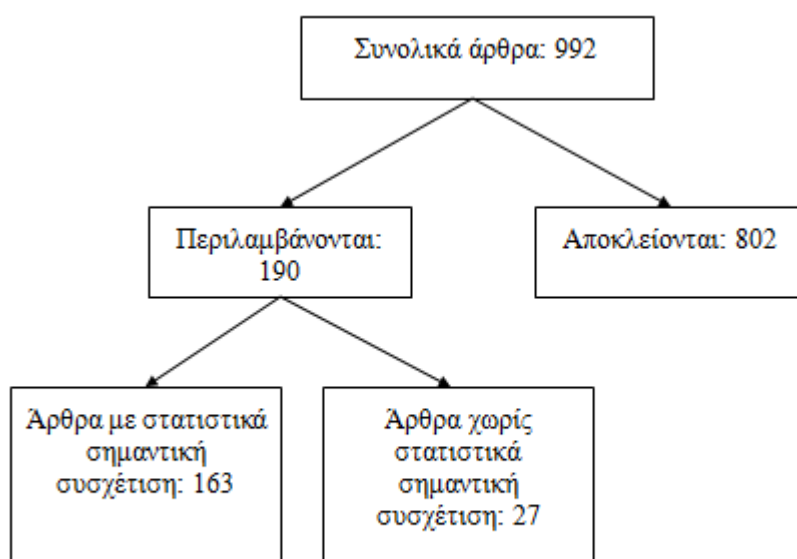 Συνολικά άρθρα: 992
Περιλαμβάνονται:
190
Αποκλείονται: 802
Άρθρα με στατιστικά
σημαντική
συσχέτιση: 163
Άρθρα χωρίς
στατιστικά
σημαντική
συσχέτιση: 27